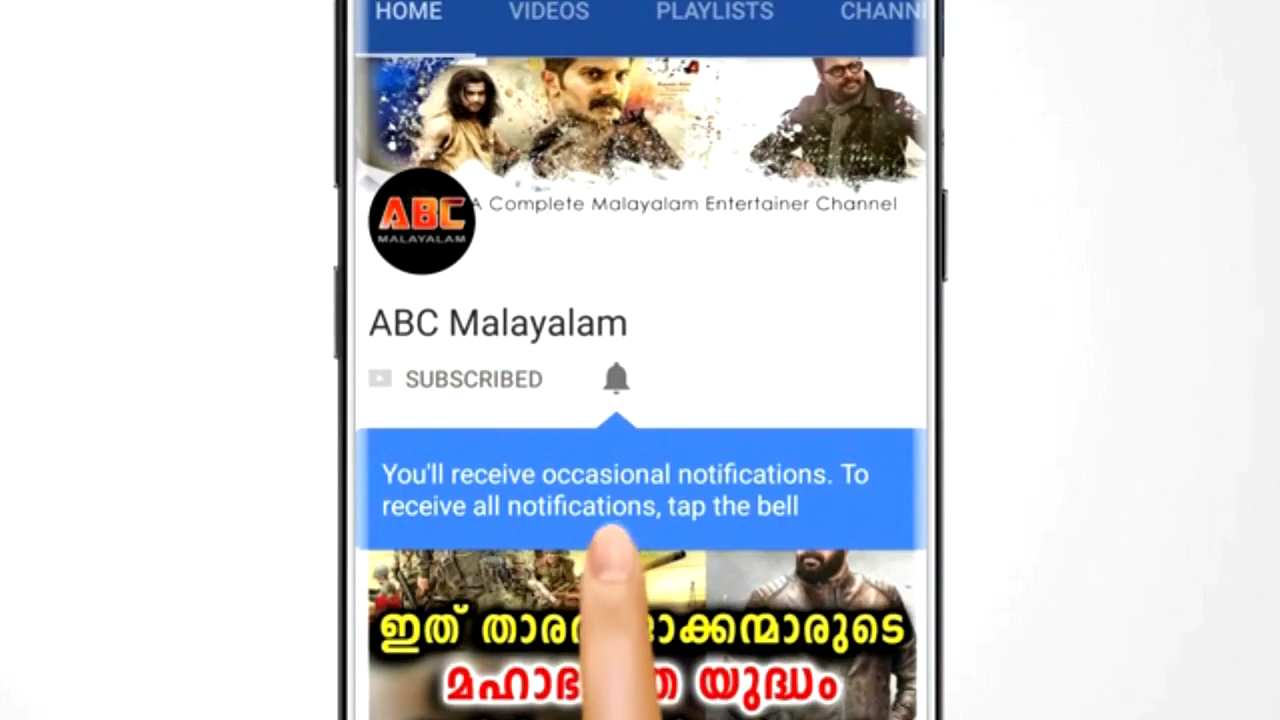 HOME VIDEOS PLAYLISTS CHANN
A Complete Malayalam Entertainer Channel
ABC
MALAYALAM
ABC Malayalam
SUBSCRIBED
You'll receive occasional notifications. To
receive all notifications, tap the bell
ഇത്
യുദ്ധം